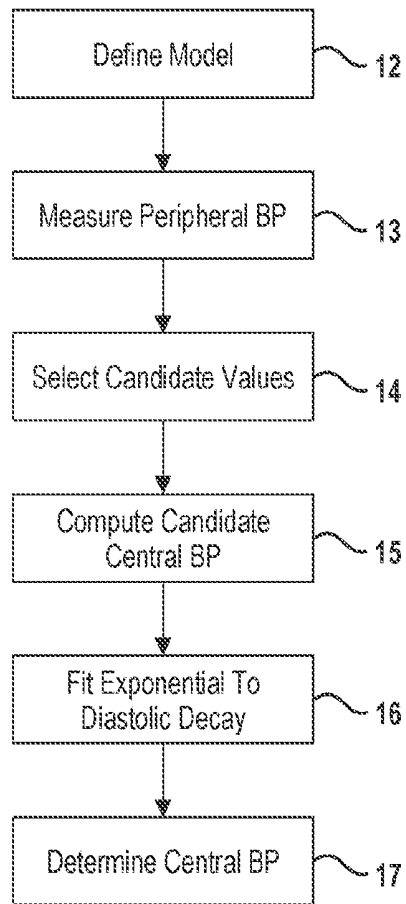 Define Model
12
Measure Peripheral BP
13
Select Candidate Values
14
Compute Candidate
Central BP
15
Fit Exponential To
Diastolic Decay
16
Determine Central BP
17